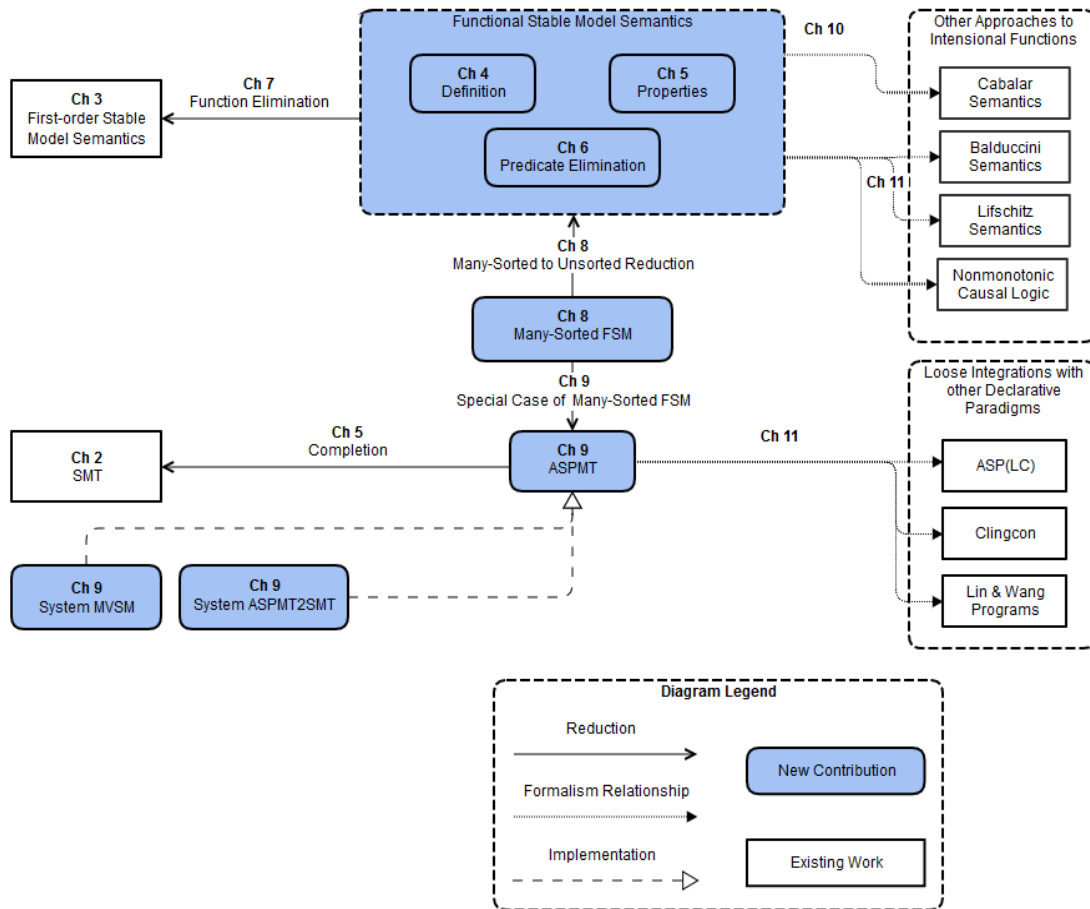 Functional Stable Model Semantics
Ch 4
Definition
Ch 5
Properties
Ch 6
Predicate Elimination
Ch 7
Function Elimination
Ch 3
First-order Stable
Model Semantics
Ch 10
Ch 11
Other Approaches to
Intensional Functions
Cabalar
Semantics
Balduccini
Semantics
Lifschitz
Semantics
Nonmonotonic
Causal Logic
Ch 8
Many-Sorted to Unsorted Reduction
Ch 8
Many-Sorted FSM
Ch 9
Special Case of Many-Sorted FSM
Ch 9
ASPMT
Ch 5
Completion
Ch 2
SMT
Ch 11
Loose Integrations with
other Declarative
Paradigms
ASP(LC)
Clingcon
Lin & Wang
Programs
Ch 9
System MVSM
Ch 9
System ASPMT2SMT
Diagram Legend
Reduction
Formalism Relationship
Implementation
New Contribution
Existing Work